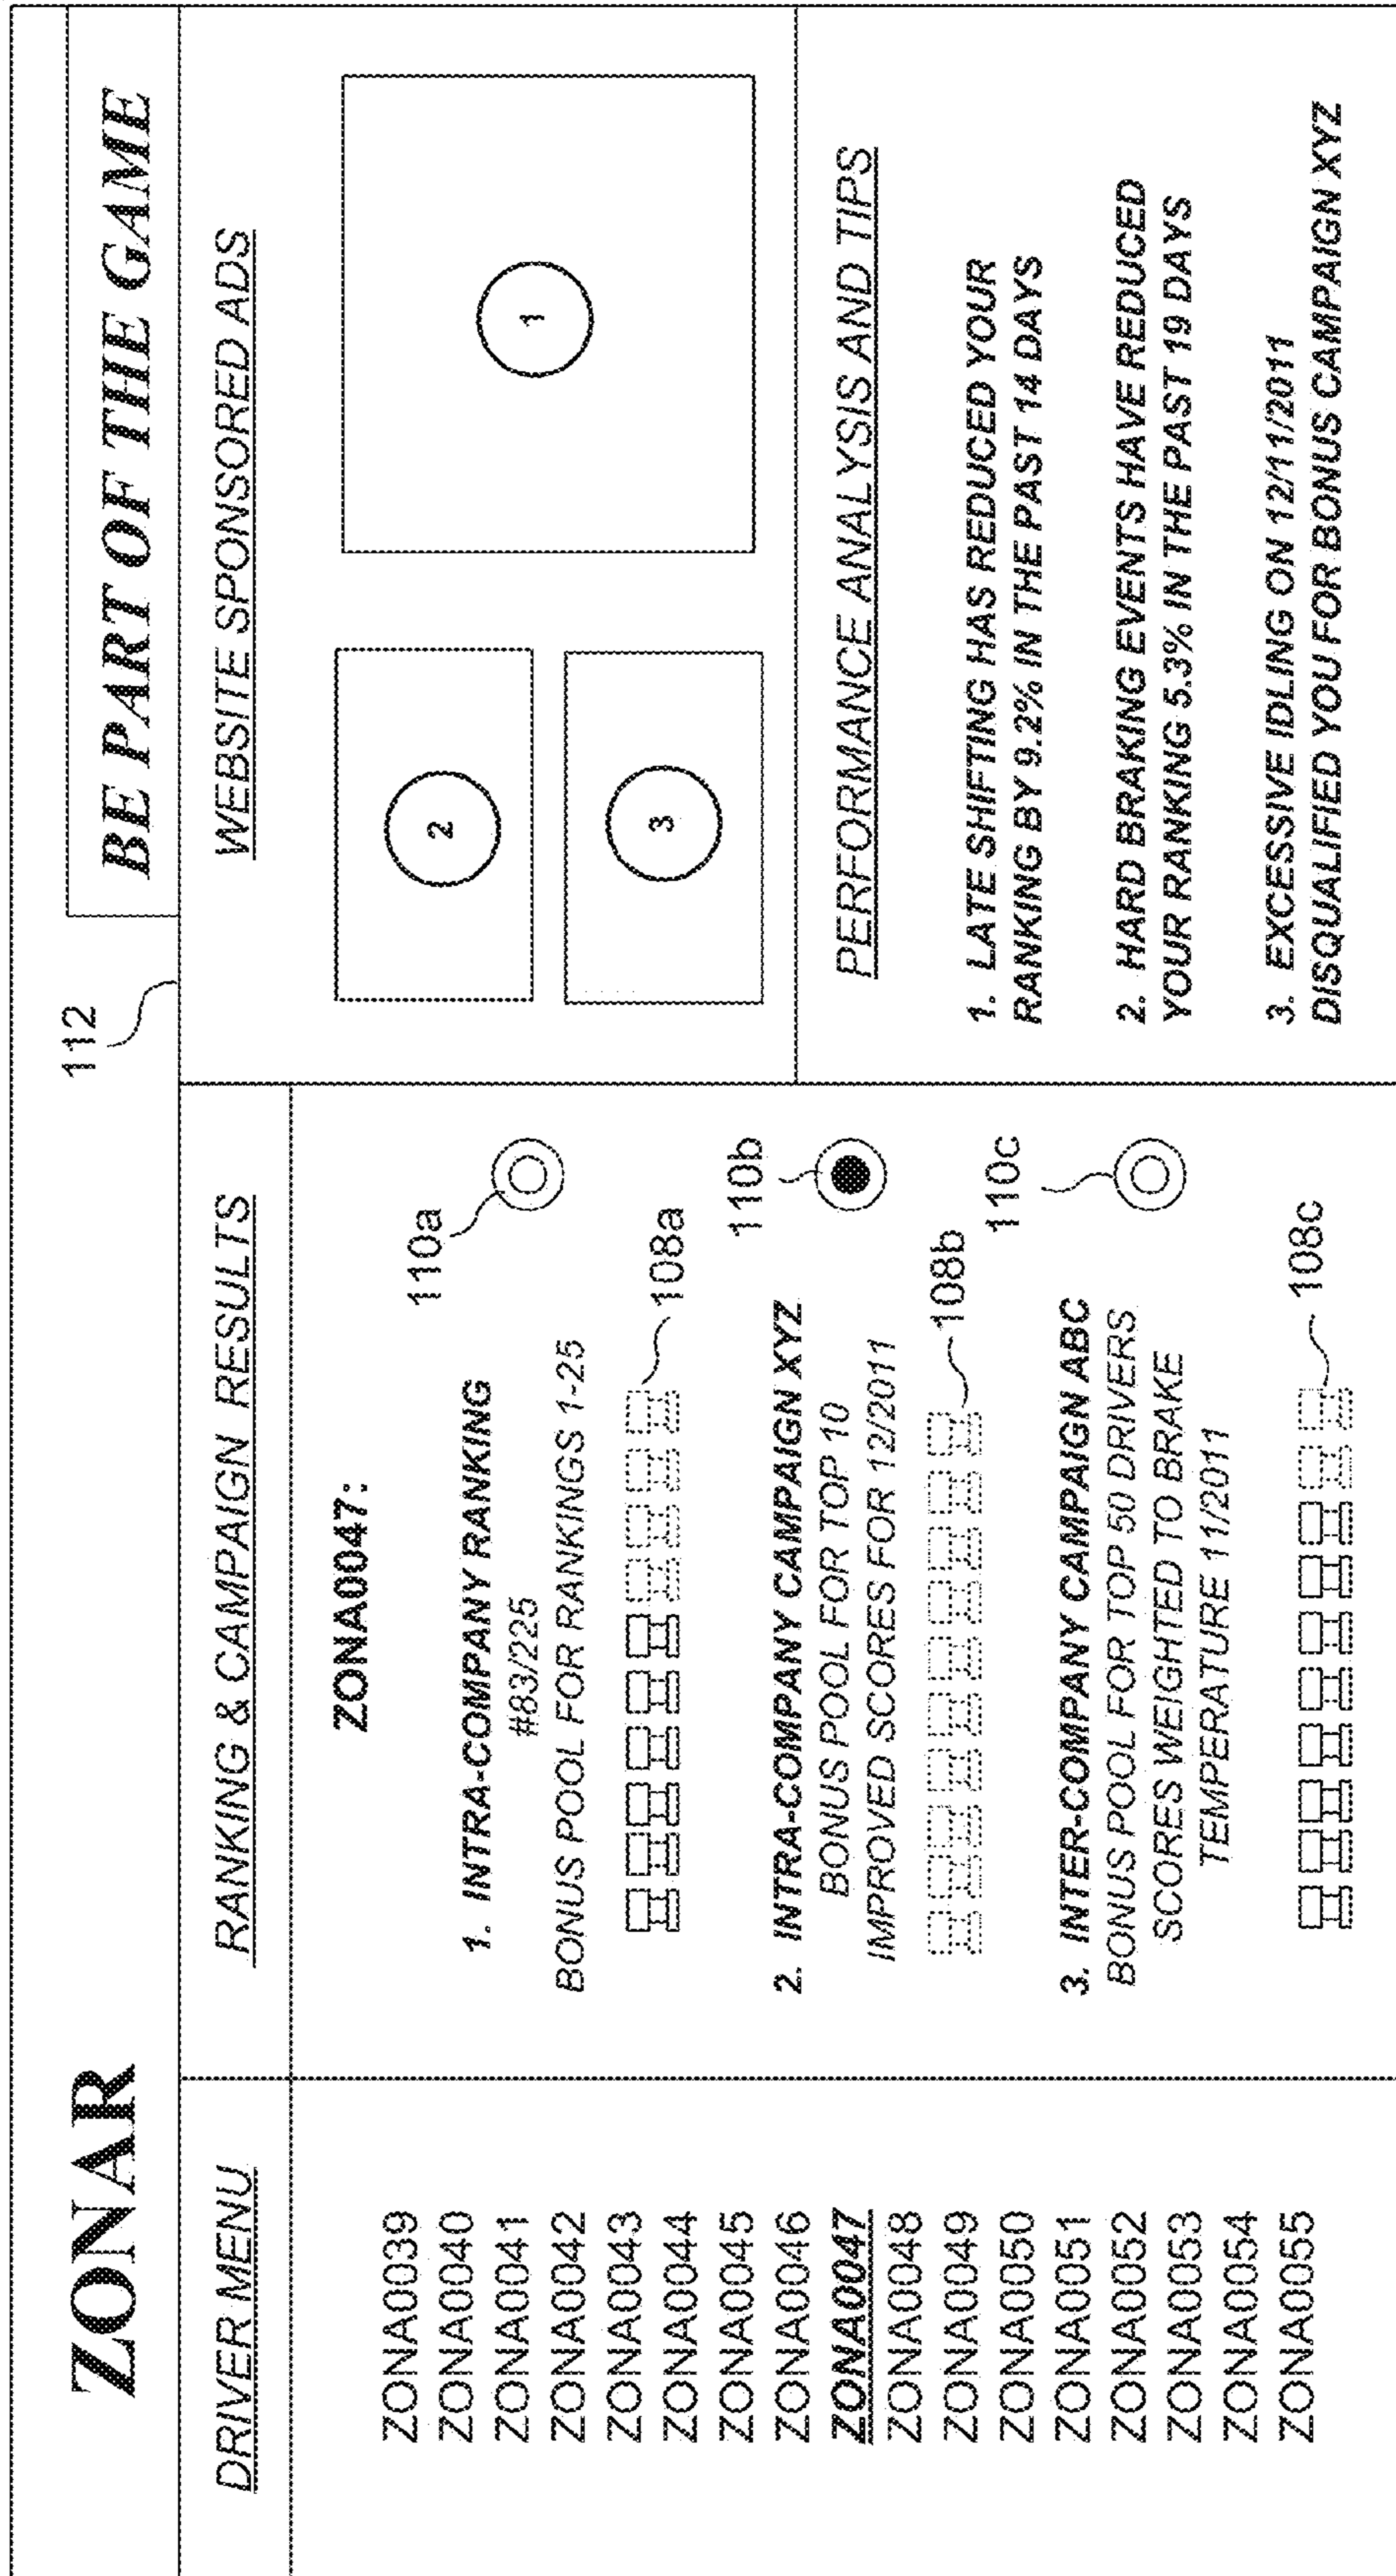 ZONAR
112
BE PART OF THE GAME
DRIVER MENU
ZONA0039
ZONA0040
ZONA0041
ZONA0042
ZONA0043
ZONA0044
ZONA0045
ZONA0046
ZONA0047
ZONA0048
ZONA0049
ZONA0050
ZONA0051
ZONA0052
ZONA0053
ZONA0054
ZONA0055
RANKING & CAMPAIGN RESULTS
ZONA0047:
110a
1. INTRA-COMPANY RANKING
#83/225
BONUS POOL FOR RANKINGS 1-25
108a
110b
2. INTRA-COMPANY CAMPAIGN XYZ
BONUS POOL FOR TOP 10
IMPROVED SCORES FOR 12/2011
108b
110c
3. INTER-COMPANY CAMPAIGN ABC
BONUS POOL FOR TOP 50 DRIVERS
SCORES WEIGHTED TO BRAKE
TEMPERATURE 11/2011
108c
WEBSITE SPONSORED ADS
2
1
3
PERFORMANCE ANALYSIS AND TIPS
1. LATE SHIFTING HAS REDUCED YOUR
RANKING BY 9.2% IN THE PAST 14 DAYS
2. HARD BRAKING EVENTS HAVE REDUCED
YOUR RANKING 5.3% IN THE PAST 19 DAYS
3. EXCESSIVE IDLING ON 12/11/2011
DISQUALIFIED YOU FOR BONUS CAMPAIGN XYZ